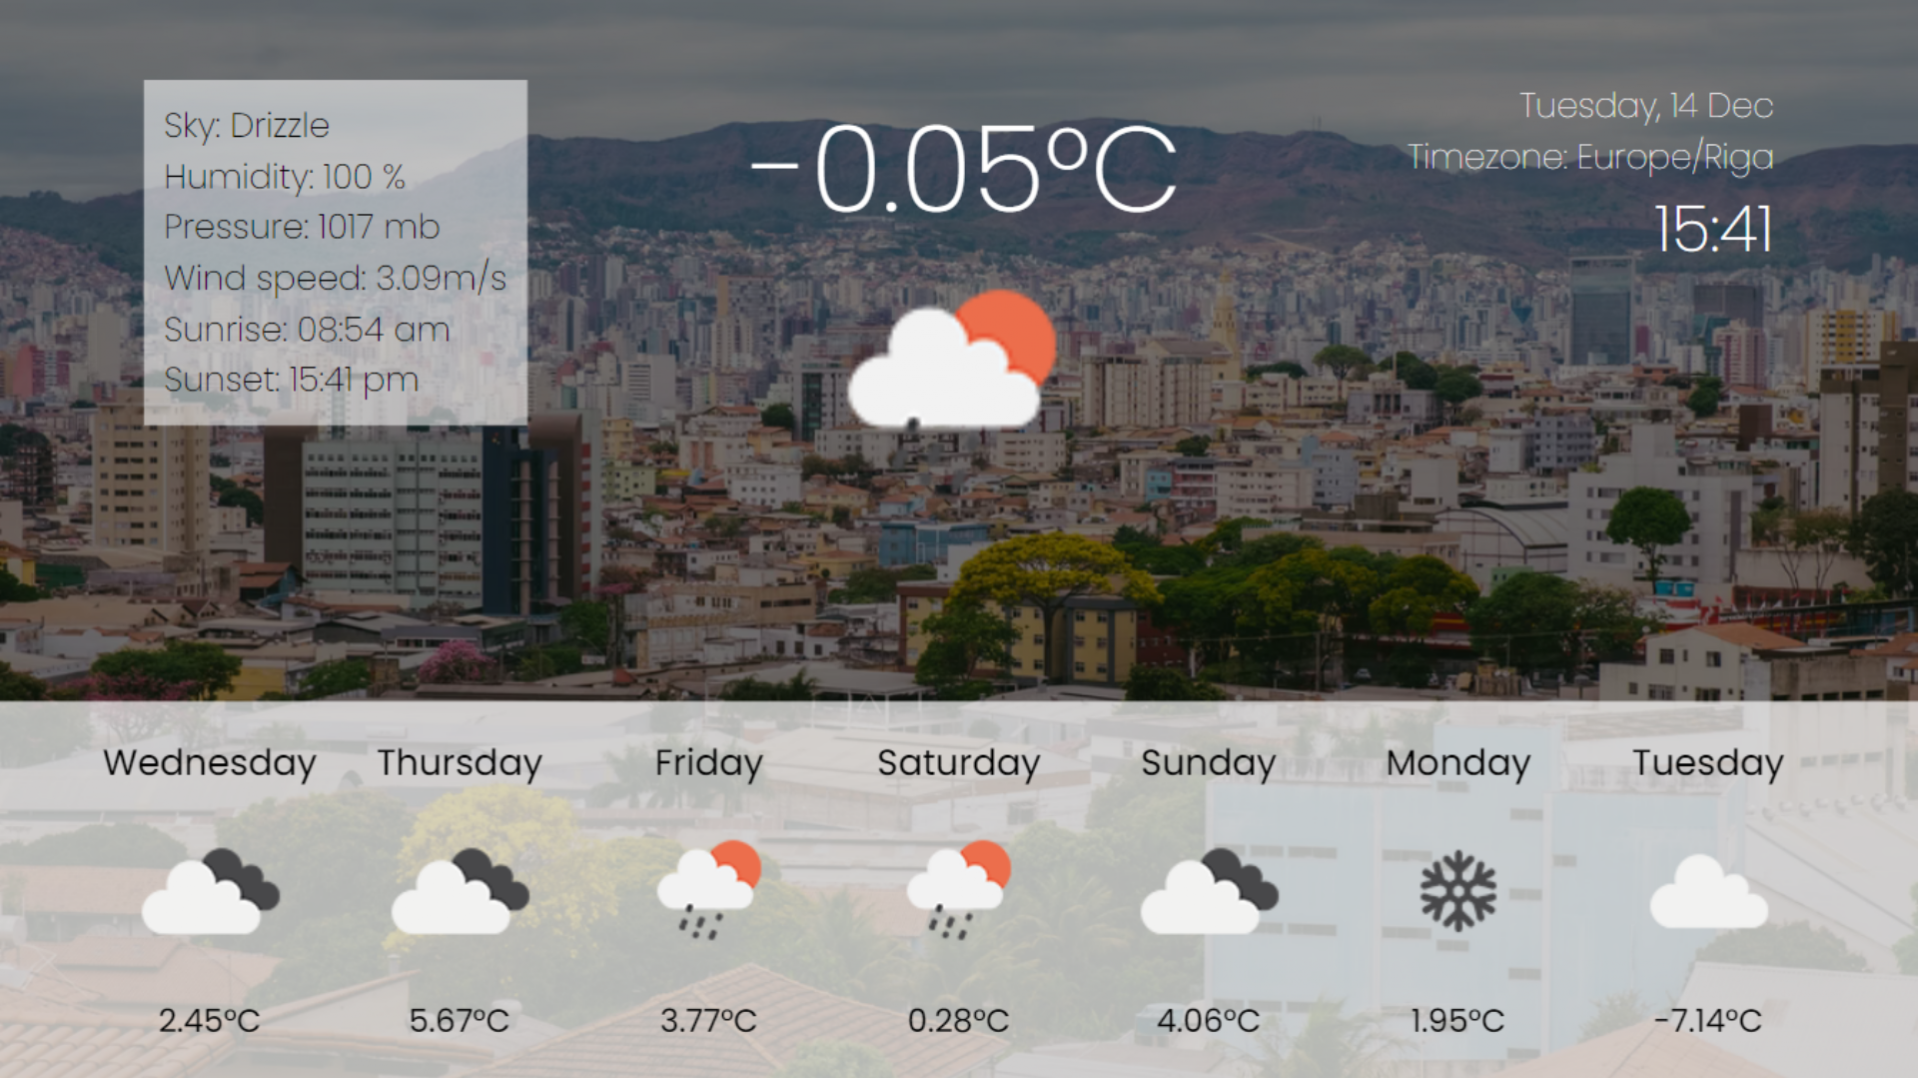 Sky: Drizzle
Humidity: 100 %
Pressure: 1017 mb
Wind speed: 3.09m/s
Sunrise: 08:54 am
Sunset: 15:41 pm
-0.05°C
Tuesday, 14 Dec
Timezone: Europe/Riga
15:41
Wednesday Thursday Friday Saturday Sunday Monday Tuesday
2.45°C 5.67°C 3.77°C 0.28°C 4.06°C 1.95°C -7.14°C